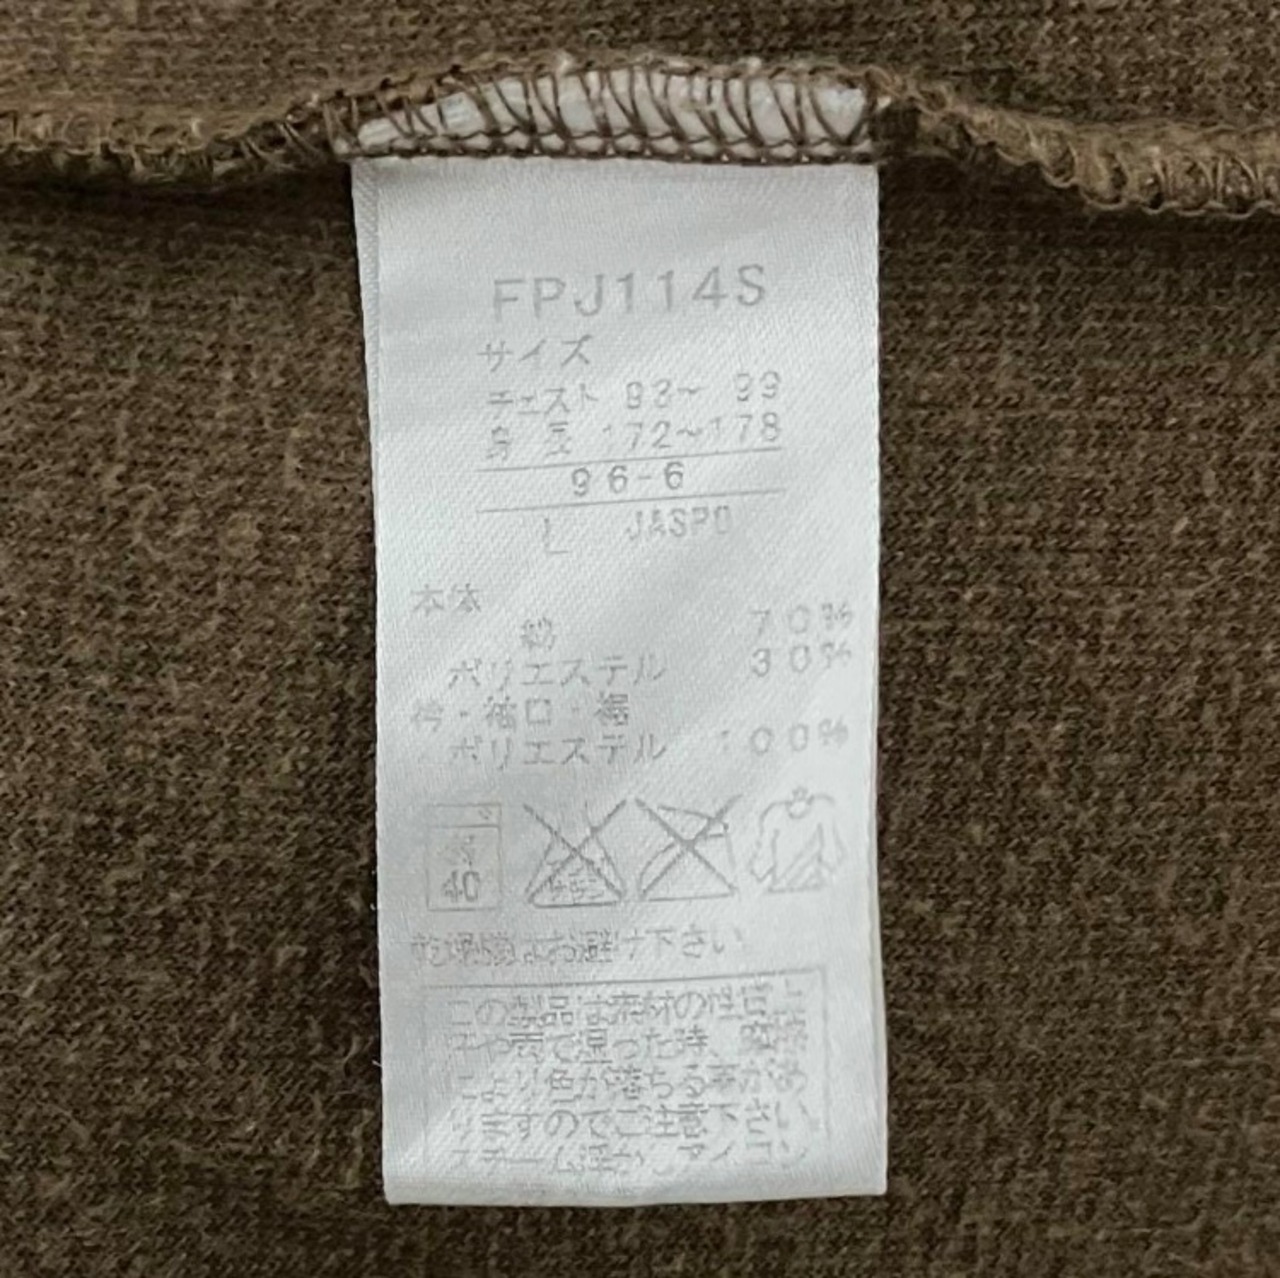 FPJ114S
サイズ
チェスト 93～ 99
身 長 172～178
96-6
L JASPO
本体
綿 70%
ポリエステル 30%
衿・袖口・裾
ポリエステル 100%
40
乾燥機はお避け下さい
この製品は素材の性質上
汗や雨で湿った時、摩擦
により色が落ちる事があ
りますのでご注意下さい。